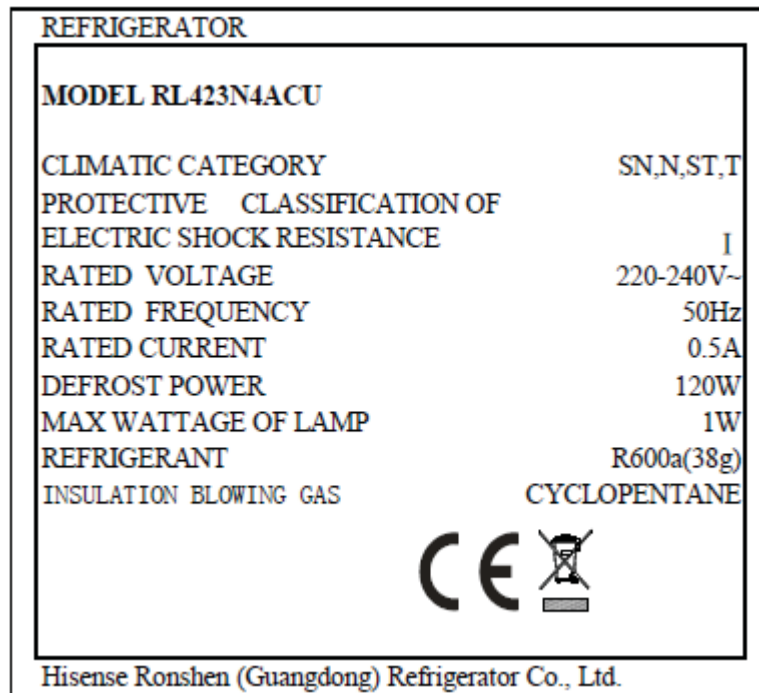 REFRIGERATOR
MODEL RL423N4ACU
CLIMATIC CATEGORY SN,N,ST,T
PROTECTIVE CLASSIFICATION OF
ELECTRIC SHOCK RESISTANCE I
RATED VOLTAGE 220-240V~
RATED FREQUENCY 50Hz
RATED CURRENT 0.5A
DEFROST POWER 120W
MAX WATTAGE OF LAMP 1W
REFRIGERANT R600a(38g)
INSULATION BLOWING GAS CYCLOPENTANE
CE
Hisense Ronshen (Guangdong) Refrigerator Co., Ltd.